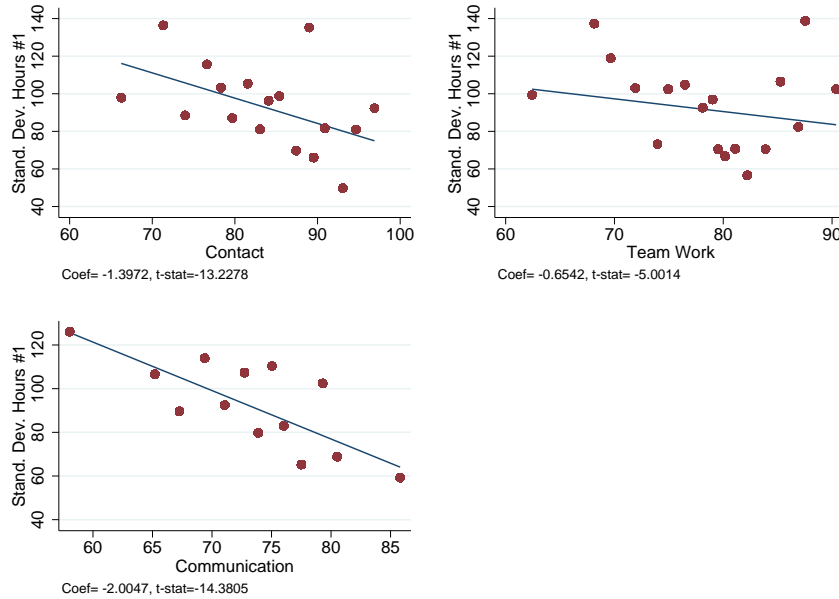 Stand. Dev. Hours #1
140
120
100
80
60
40
60 70 80 90 100
Contact
Coef= -1.3972, t-stat=-13.2278
Stand. Dev. Hours #1
140
120
100
80
60
40
60 70 80 90
Team Work
Coef= -0.6542, t-stat= -5.0014
Stand. Dev. Hours #1
120
100
80
60
40
60 65 70 75 80 85
Communication
Coef= -2.0047, t-stat=-14.3805